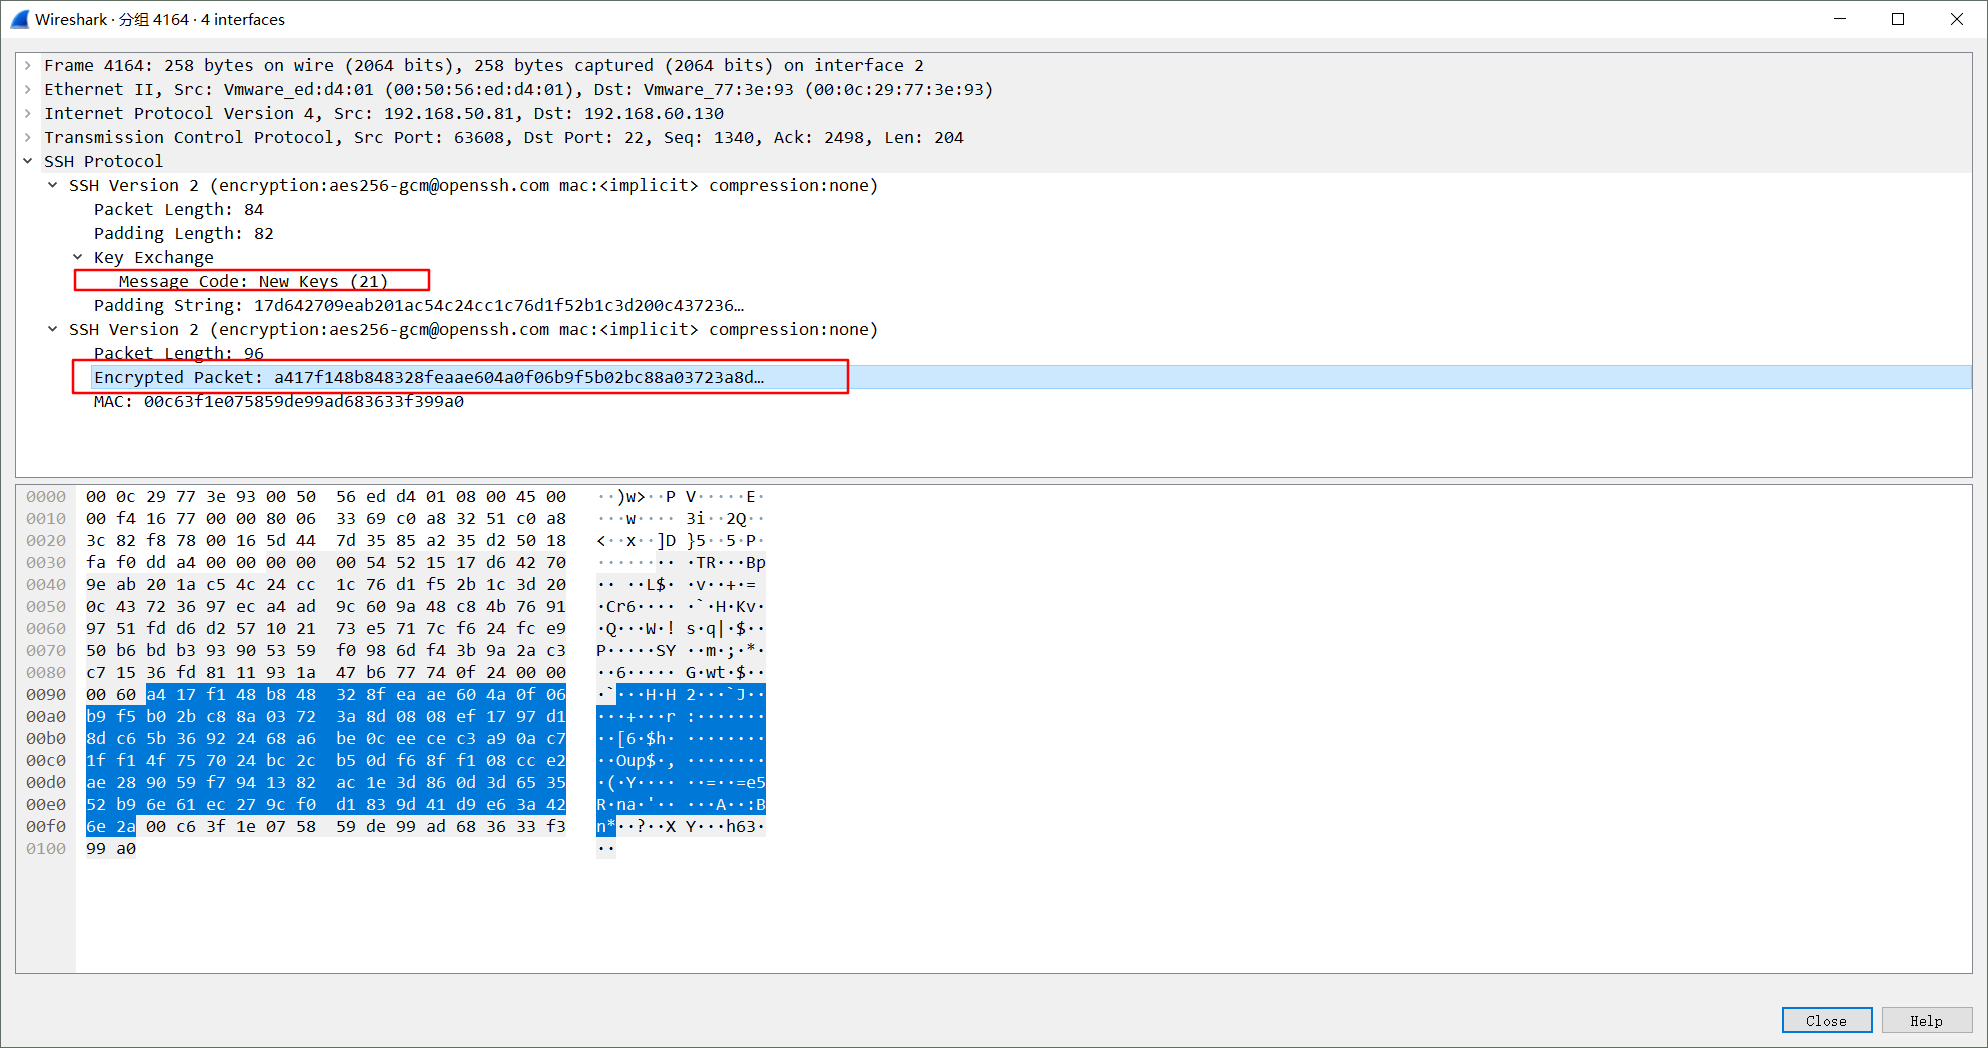 Wireshark · 分组 4164 · 4 interfaces
Frame 4164: 258 bytes on wire (2064 bits), 258 bytes captured (2064 bits) on interface 2
Ethernet II, Src: Vmware_ed:d4:01 (00:50:56:ed:d4:01), Dst: Vmware_77:3e:93 (00:0c:29:77:3e:93)
Internet Protocol Version 4, Src: 192.168.50.81, Dst: 192.168.60.130
Transmission Control Protocol, Src Port: 63608, Dst Port: 22, Seq: 1340, Ack: 2498, Len: 204
SSH Protocol
SSH Version 2 (encryption:aes256-gcm@openssh.com mac:<implicit> compression:none)
Packet Length: 84
Padding Length: 82
Key Exchange
Message Code: New Keys (21)
Padding String: 17d642709eab201ac54c24cc1c76d1f52b1c3d200c437236…
SSH Version 2 (encryption:aes256-gcm@openssh.com mac:<implicit> compression:none)
Packet Length: 96
Encrypted Packet: a417f148b848328feaae604a0f06b9f5b02bc88a03723a8d…
MAC: 00c63f1e075859de99ad683633f399a0
0000 00 0c 29 77 3e 93 00 50 56 ed d4 01 08 00 45 00 ··)w>··P V·····E·
0010 00 f4 16 77 00 00 80 06 33 69 c0 a8 32 51 c0 a8 ···w···· 3i··2Q··
0020 3c 82 f8 78 00 16 5d 44 7d 35 85 a2 35 d2 50 18 <··x··]D }5··5·P·
0030 fa f0 dd a4 00 00 00 00 00 54 52 15 17 d6 42 70 ········ ·TR···Bp
0040 9e ab 20 1a c5 4c 24 cc 1c 76 d1 f5 2b 1c 3d 20 ·· ··L$· ·v··+·=
0050 0c 43 72 36 97 ec a4 ad 9c 60 9a 48 c8 4b 76 91 ·Cr6···· ·`·H·Kv·
0060 97 51 fd d6 d2 57 10 21 73 e5 71 7c f6 24 fc e9 ·Q···W·! s·q|·$··
0070 50 b6 bd b3 93 90 53 59 f0 98 6d f4 3b 9a 2a c3 P·····SY ··m·;·*·
0080 c7 15 36 fd 81 11 93 1a 47 b6 77 74 0f 24 00 00 ··6····· G·wt·$··
0090 00 60 a4 17 f1 48 b8 48 32 8f ea ae 60 4a 0f 06 ·`···H·H 2···`J··
00a0 b9 f5 b0 2b c8 8a 03 72 3a 8d 08 08 ef 17 97 d1 ···+···r :·······
00b0 8d c6 5b 36 92 24 68 a6 be 0c ee ce c3 a9 0a c7 ··[6·$h· ········
00c0 1f f1 4f 75 70 24 bc 2c b5 0d f6 8f f1 08 cc e2 ··Oup$·, ········
00d0 ae 28 90 59 f7 94 13 82 ac 1e 3d 86 0d 3d 65 35 ·(·Y···· ··=··=e5
00e0 52 b9 6e 61 ec 27 9c f0 d1 83 9d 41 d9 e6 3a 42 R·na·'·· ···A··:B
00f0 6e 2a 00 c6 3f 1e 07 58 59 de 99 ad 68 36 33 f3 n*··?··X Y···h63·
0100 99 a0 ··
Close Help